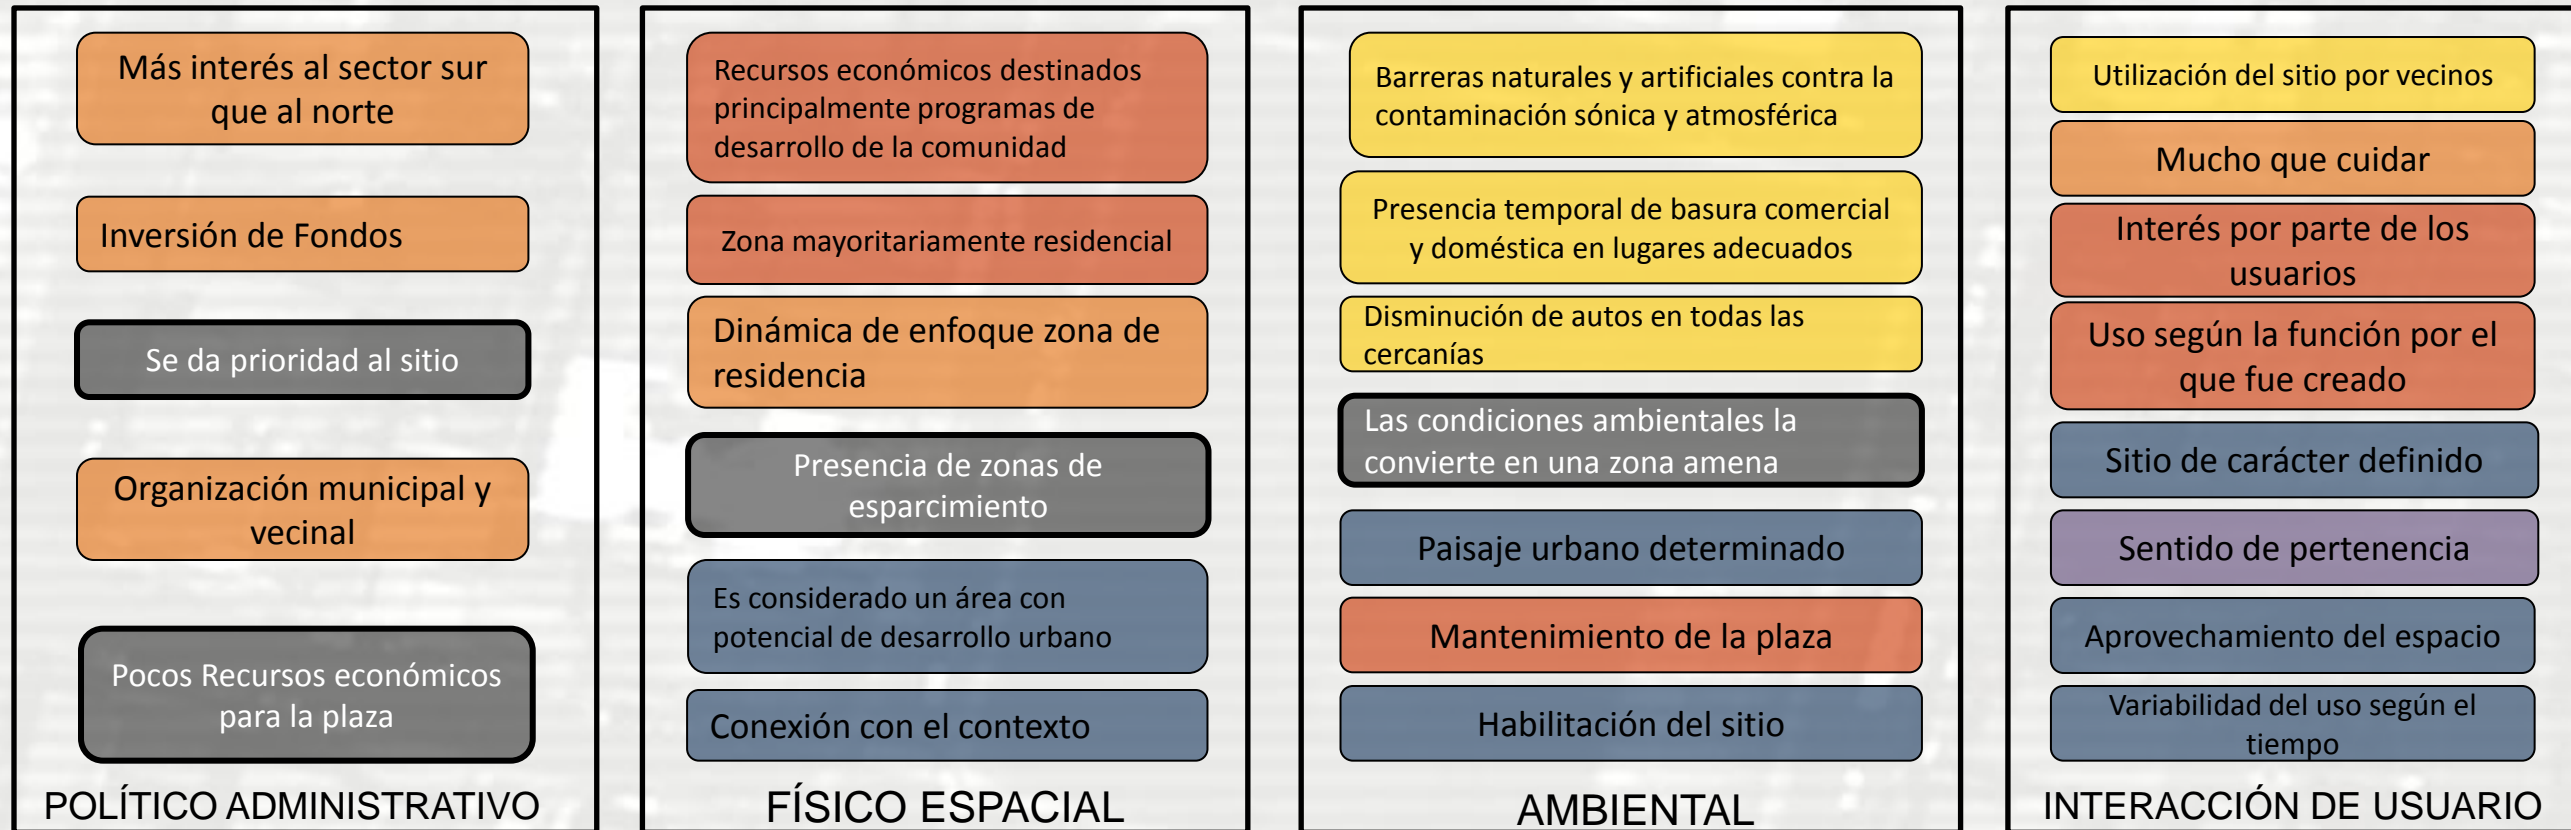 Más interés al sector sur
que al norte
Inversión de Fondos
Se da prioridad al sitio
Organización municipal y
vecinal
Pocos Recursos económicos
para la plaza
POLÍTICO ADMINISTRATIVO
Recursos económicos destinados
principalmente programas de
desarrollo de la comunidad
Zona mayoritariamente residencial
Dinámica de enfoque zona de
residencia
Presencia de zonas de
esparcimiento
Es considerado un área con
potencial de desarrollo urbano
Conexión con el contexto
FÍSICO ESPACIAL
Barreras naturales y artificiales contra la
contaminación sónica y atmosférica
Presencia temporal de basura comercial
y doméstica en lugares adecuados
Disminución de autos en todas las
cercanías
Las condiciones ambientales la
convierte en una zona amena
Paisaje urbano determinado
Mantenimiento de la plaza
Habilitación del sitio
AMBIENTAL
Utilización del sitio por vecinos
Mucho que cuidar
Interés por parte de los
usuarios
Uso según la función por el
que fue creado
Sitio de carácter definido
Sentido de pertenencia
Aprovechamiento del espacio
Variabilidad del uso según el
tiempo
INTERACCIÓN DE USUARIO